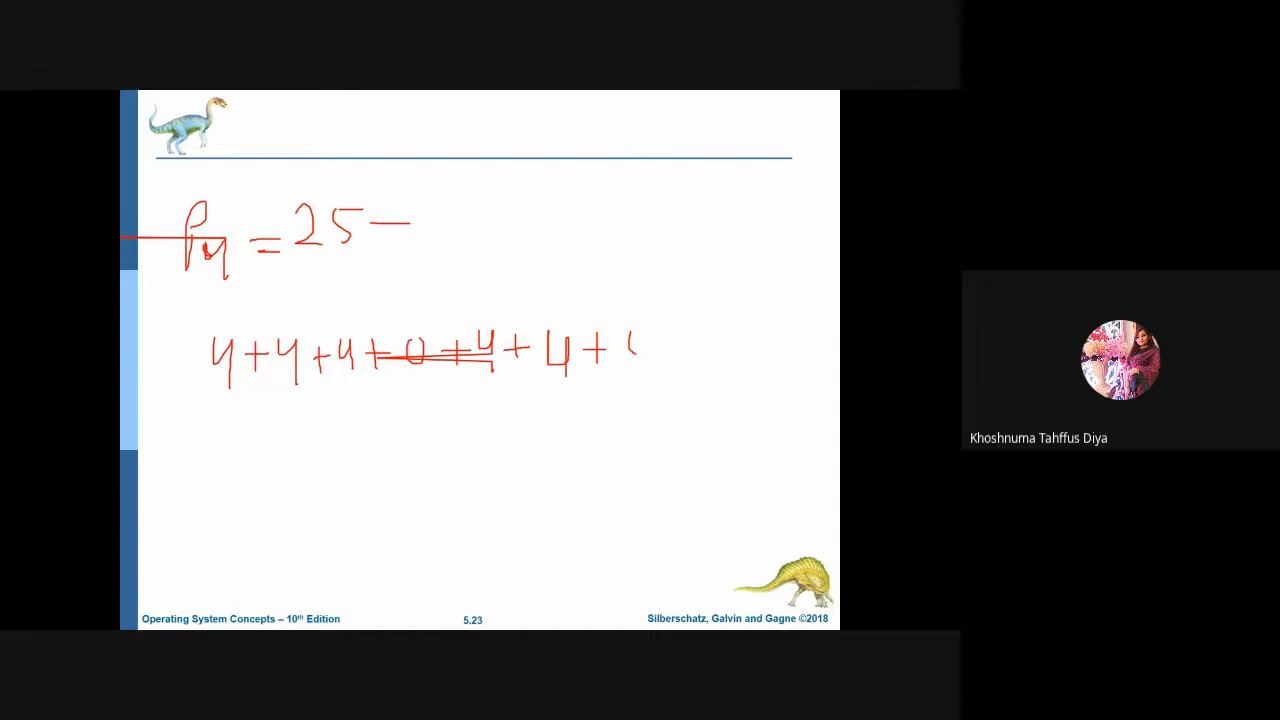 P4 = 25 -
4 + 4 + 4 + 0 + 4 + 4 +
Khoshnuma Tahffus Diya
Operating System Concepts – 10th Edition 5.23 Silberschatz, Galvin and Gagne ©2018